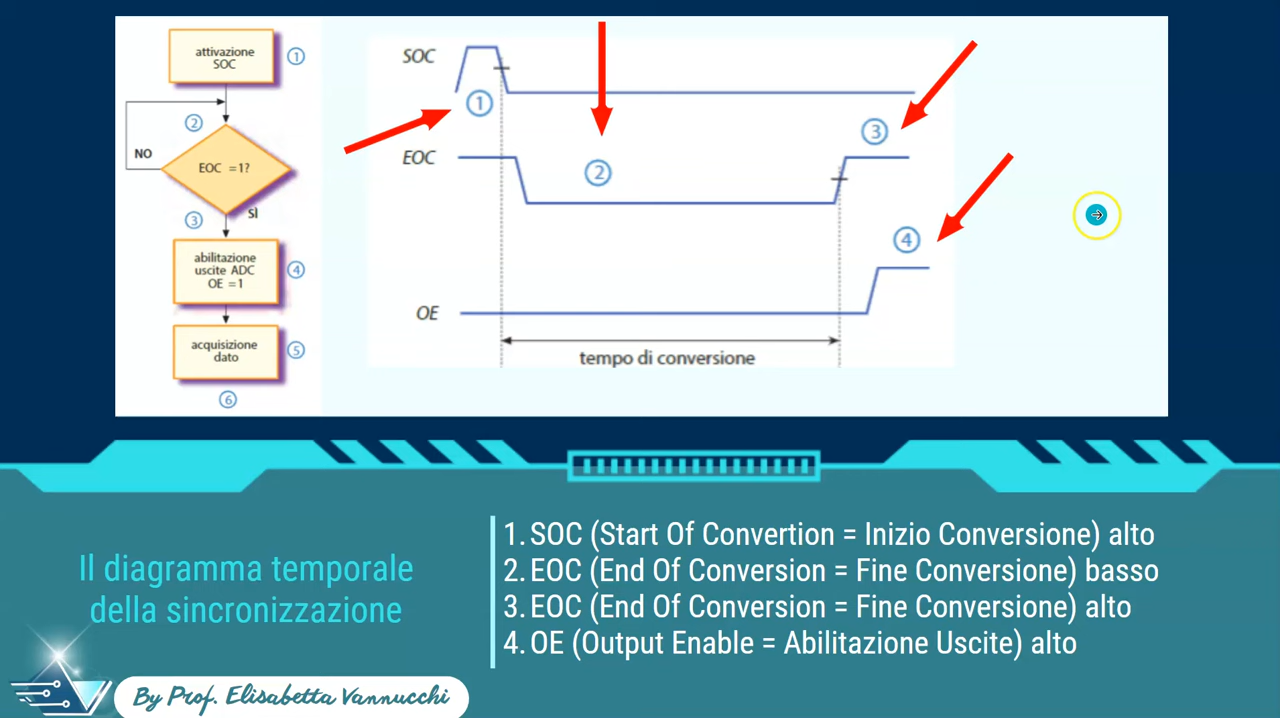 attivazione
SOC
1
2
NO
EOC =1?
3
SÌ
abilitazione
uscite ADC
OE =1
4
acquisizione
dato
5
6
SOC
1
EOC
2
3
4
OE
tempo di conversione
Il diagramma temporale
della sincronizzazione
1. SOC (Start Of Convertion = Inizio Conversione) alto
2. EOC (End Of Conversion = Fine Conversione) basso
3. EOC (End Of Conversion = Fine Conversione) alto
4. OE (Output Enable = Abilitazione Uscite) alto
By Prof. Elisabetta Vannucchi